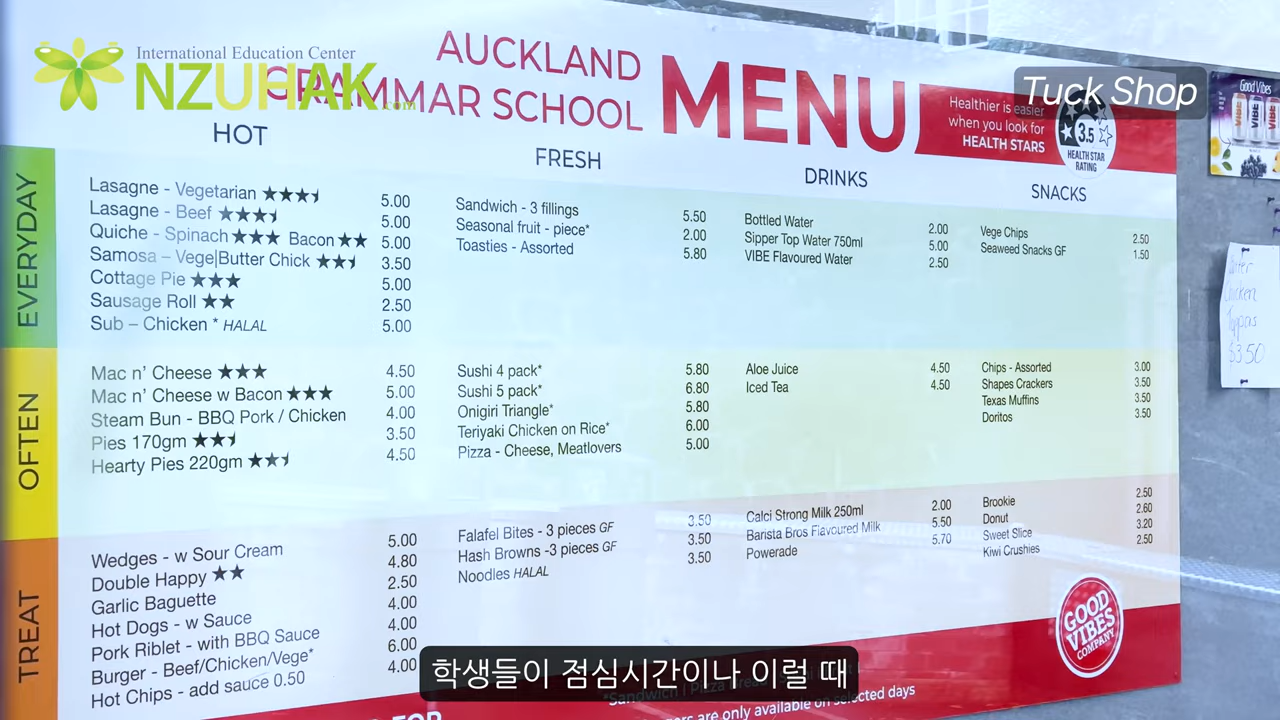 International Education Center
NZUHAK
.com
AUCKLAND
GRAMMAR SCHOOL
MENU
Healthier is easier
when you look for
HEALTH STARS
3.5
HEALTH STAR
RATING
Tuck Shop
Good Vibes
VIBE VIBE VIBE
HOT
EVERYDAY
Lasagne - Vegetarian ★★★⯨ 5.00
Lasagne - Beef ★★★⯨ 5.00
Quiche - Spinach ★★★ Bacon ★★ 5.00
Samosa – Vege|Butter Chick ★★⯨ 3.50
Cottage Pie ★★★ 5.00
Sausage Roll ★★ 2.50
Sub – Chicken * HALAL 5.00
OFTEN
Mac n' Cheese ★★★ 4.50
Mac n' Cheese w Bacon ★★★ 5.00
Steam Bun - BBQ Pork / Chicken 4.00
Pies 170gm ★★⯨ 3.50
Hearty Pies 220gm ★★⯨ 4.50
TREAT
Wedges - w Sour Cream 5.00
Double Happy ★★ 4.80
Garlic Baguette 2.50
Hot Dogs - w Sauce 4.00
Pork Riblet - with BBQ Sauce 4.00
Burger - Beef/Chicken/Vege* 6.00
Hot Chips - add sauce 0.50 4.00
FRESH
Sandwich - 3 fillings 5.50
Seasonal fruit - piece* 2.00
Toasties - Assorted 5.80
Sushi 4 pack* 5.80
Sushi 5 pack* 6.80
Onigiri Triangle* 5.80
Teriyaki Chicken on Rice* 6.00
Pizza - Cheese, Meatlovers 5.00
Falafel Bites - 3 pieces GF 3.50
Hash Browns -3 pieces GF 3.50
Noodles HALAL 3.50
DRINKS
Bottled Water 2.00
Sipper Top Water 750ml 5.00
VIBE Flavoured Water 2.50
Aloe Juice 4.50
Iced Tea 4.50
Calci Strong Milk 250ml 2.00
Barista Bros Flavoured Milk 5.50
Powerade 5.70
SNACKS
Vege Chips 2.50
Seaweed Snacks GF 1.50
Chips - Assorted 3.00
Shapes Crackers 3.50
Texas Muffins 3.50
Doritos 3.50
Brookie 2.50
Donut 2.60
Sweet Slice 3.20
Kiwi Crushies 2.50
GOOD
VIBES
COMPANY
Chicken
$3.50
학생들이 점심시간이나 이럴 때
are only available on selected days
FOR